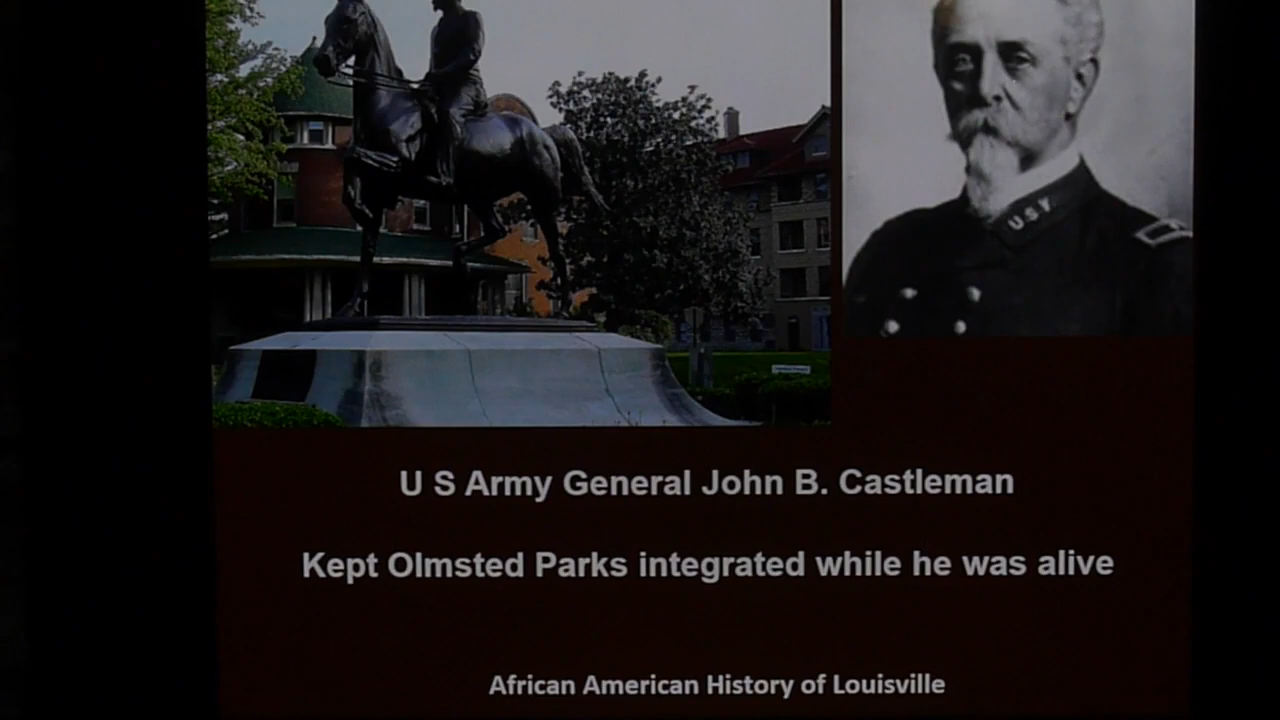 U S V
U S Army General John B. Castleman
Kept Olmsted Parks integrated while he was alive
African American History of Louisville